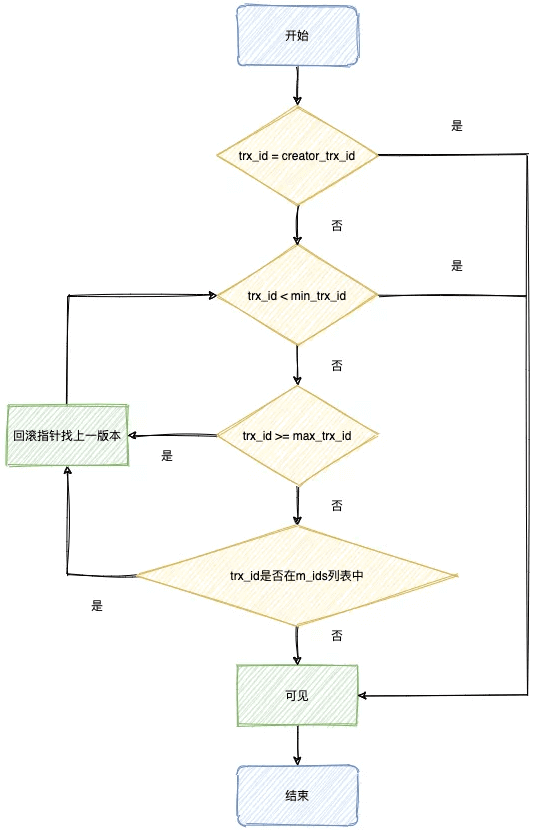 开始
trx_id = creator_trx_id
是
否
trx_id < min_trx_id
是
否
回滚指针找上一版本
trx_id >= max_trx_id
是
否
trx_id是否在m_ids列表中
是
否
可见
结束